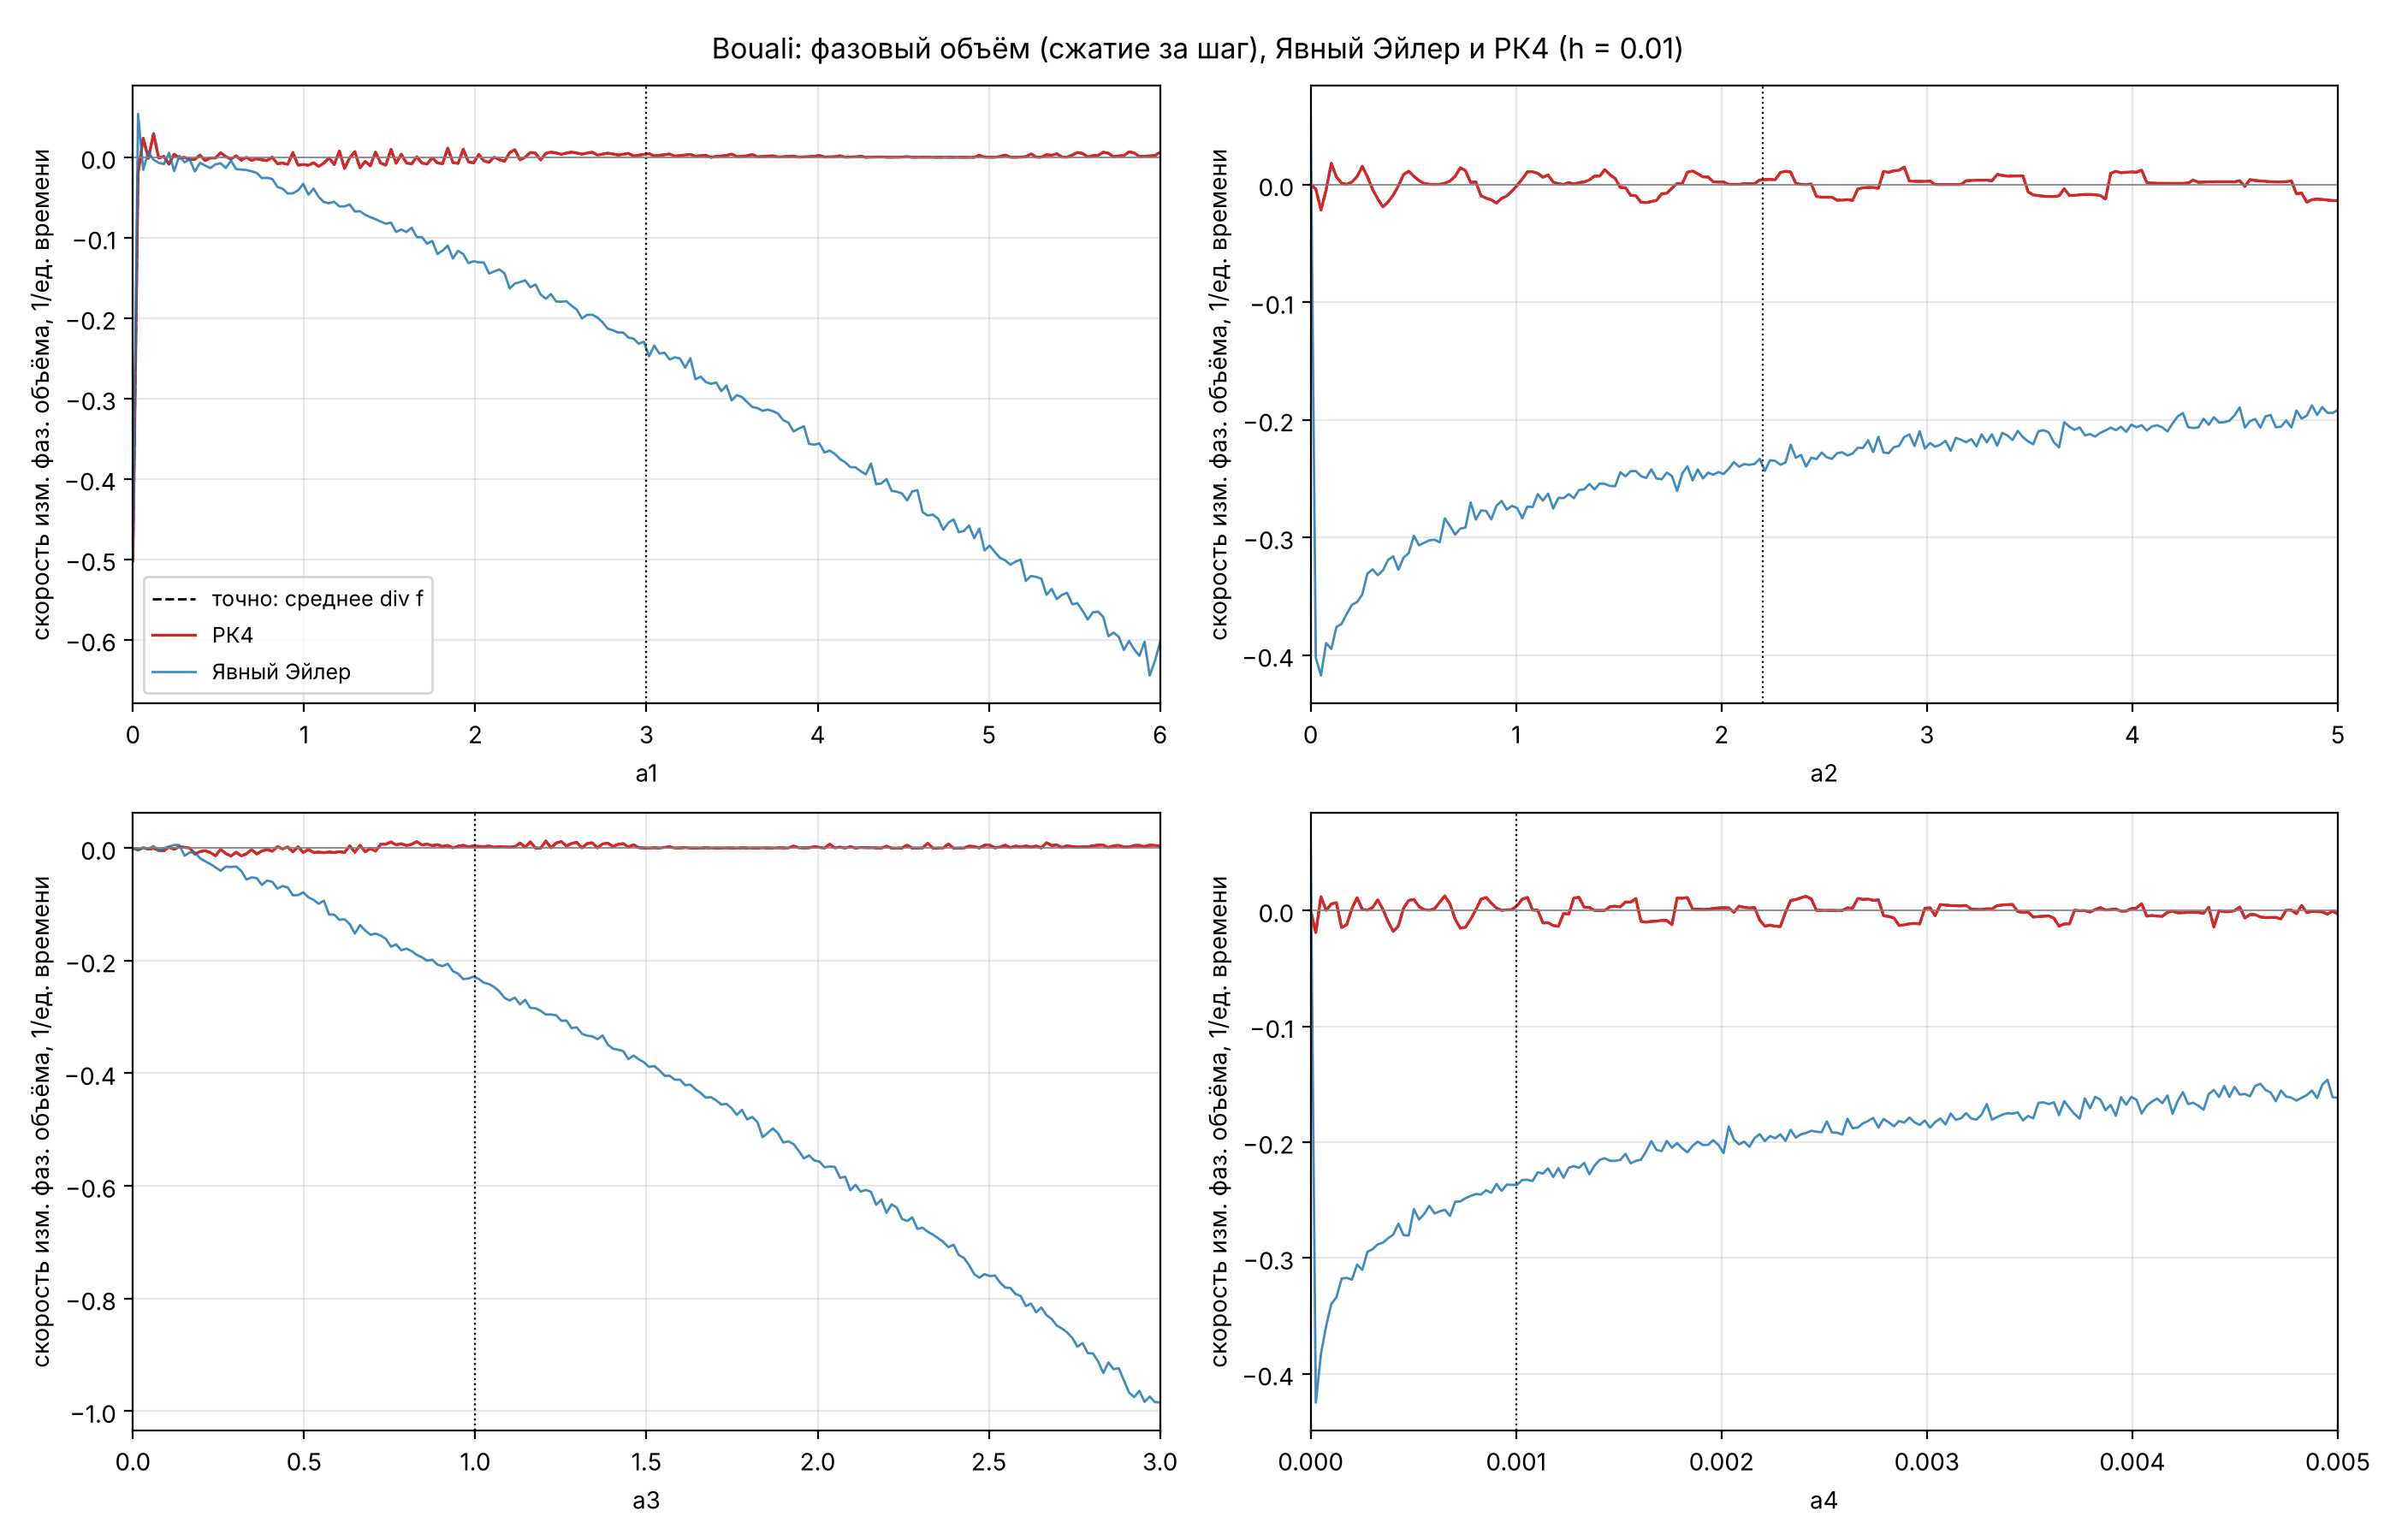 Bouali: фазовый объём (сжатие за шаг), Явный Эйлер и РК4 (h = 0.01)
скорость изм. фаз. объёма, 1/ед. времени
0.0
−0.1
−0.2
−0.3
−0.4
−0.5
−0.6
точно: среднее div f
РК4
Явный Эйлер
0 1 2 3 4 5 6
a1
скорость изм. фаз. объёма, 1/ед. времени
0.0
−0.1
−0.2
−0.3
−0.4
0 1 2 3 4 5
a2
скорость изм. фаз. объёма, 1/ед. времени
0.0
−0.2
−0.4
−0.6
−0.8
−1.0
0.0 0.5 1.0 1.5 2.0 2.5 3.0
a3
скорость изм. фаз. объёма, 1/ед. времени
0.0
−0.1
−0.2
−0.3
−0.4
0.000 0.001 0.002 0.003 0.004 0.005
a4